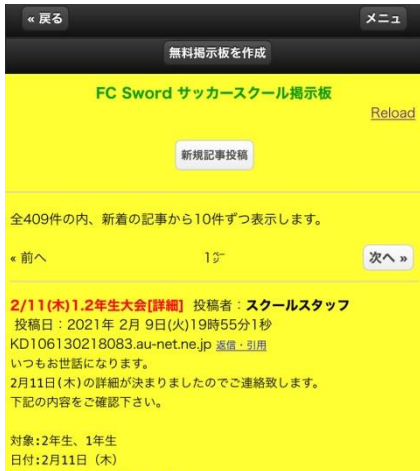 « 戻る
メニュー
無料掲示板を作成
FC Sword サッカースクール掲示板
Reload
新規記事投稿
全409件の内、新着の記事から10件ずつ表示します。
« 前へ
1㌻
次へ »
2/11(木)1.2年生大会[詳細] 投稿者：スクールスタッフ
投稿日：2021年 2月 9日(火)19時55分1秒
KD106130218083.au-net.ne.jp 返信・引用
いつもお世話になります。
2月11日(木)の詳細が決まりましたのでご連絡致します。
下記の内容をご確認下さい。
対象:2年生、1年生
日付:2月11日（木）